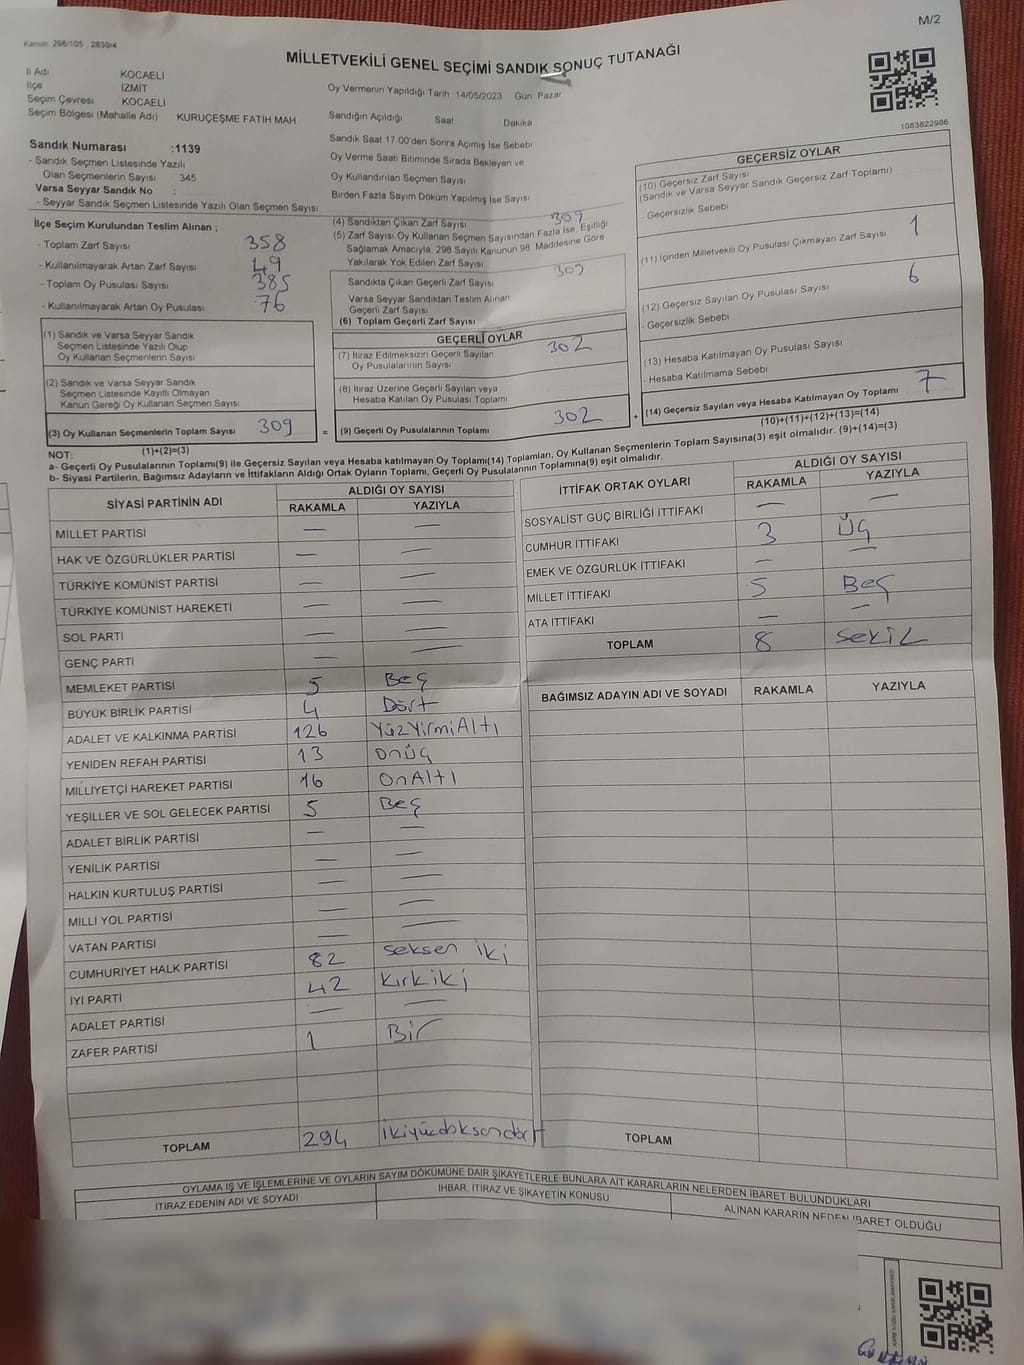 M/2
Kanun: 298/105 , 2839/4
MİLLETVEKİLİ GENEL SEÇİMİ SANDIK SONUÇ TUTANAĞI
İl Adı KOCAELİ
İlçe İZMİT
Seçim Çevresi KOCAELİ
Seçim Bölgesi (Mahalle Adı) KURUÇEŞME FATİH MAH
Sandık Numarası :1139
- Sandık Seçmen Listesinde Yazılı
Olan Seçmenlerin Sayısı 345
Varsa Seyyar Sandık No :
- Seyyar Sandık Seçmen Listesinde Yazılı Olan Seçmen Sayısı
Oy Vermenin Yapıldığı Tarih 14/05/2023 Gün Pazar
Sandığın Açıldığı Saat Dakika
Sandık Saat 17:00'den Sonra Açılmış İse Sebebi
Oy Verme Saati Bitiminde Sırada Bekleyen ve
Oy Kullandırılan Seçmen Sayısı
Birden Fazla Sayım Döküm Yapılmış İse Sayısı
1083822986
İlçe Seçim Kurulundan Teslim Alınan ;
- Toplam Zarf Sayısı 358
- Kullanılmayarak Artan Zarf Sayısı 49
- Toplam Oy Pusulası Sayısı 385
- Kullanılmayarak Artan Oy Pusulası 76
(4) Sandıktan Çıkan Zarf Sayısı 309
(5) Zarf Sayısı Oy Kullanan Seçmen Sayısından Fazla İse, Eşitliği
Sağlamak Amacıyla, 298 Sayılı Kanunun 98. Maddesine Göre
Yakılarak Yok Edilen Zarf Sayısı
Sandıkta Çıkan Geçerli Zarf Sayısı 309
Varsa Seyyar Sandıktan Teslim Alınan
Geçerli Zarf Sayısı
(6) Toplam Geçerli Zarf Sayısı
GEÇERSİZ OYLAR
(10) Geçersiz Zarf Sayısı
(Sandık ve Varsa Seyyar Sandık Geçersiz Zarf Toplamı)
- Geçersizlik Sebebi
(11) İçinden Milletvekili Oy Pusulası Çıkmayan Zarf Sayısı 1
(12) Geçersiz Sayılan Oy Pusulası Sayısı 6
- Geçersizlik Sebebi
(13) Hesaba Katılmayan Oy Pusulası Sayısı
- Hesaba Katılmama Sebebi
(14) Geçersiz Sayılan veya Hesaba Katılmayan Oy Toplamı 7
(10)+(11)+(12)+(13)=(14)
(1) Sandık ve Varsa Seyyar Sandık
Seçmen Listesinde Yazılı Olup
Oy Kullanan Seçmenlerin Sayısı
(2) Sandık ve Varsa Seyyar Sandık
Seçmen Listesinde Kayıtlı Olmayan
Kanun Gereği Oy Kullanan Seçmen Sayısı
(3) Oy Kullanan Seçmenlerin Toplam Sayısı 309
(1)+(2)=(3)
=
GEÇERLİ OYLAR
(7) İtiraz Edilmeksizin Geçerli Sayılan
Oy Pusulalarının Sayısı 302
(8) İtiraz Üzerine Geçerli Sayılan veya
Hesaba Katılan Oy Pusulası Toplamı
(9) Geçerli Oy Pusulalarının Toplamı 302
+
NOT:
a- Geçerli Oy Pusulalarının Toplamı(9) ile Geçersiz Sayılan veya Hesaba katılmayan Oy Toplamı(14) Toplamları, Oy Kullanan Seçmenlerin Toplam Sayısına(3) eşit olmalıdır. (9)+(14)=(3)
b- Siyasi Partilerin, Bağımsız Adayların ve İttifakların Aldığı Ortak Oyların Toplamı, Geçerli Oy Pusulalarının Toplamına(9) eşit olmalıdır.
SİYASİ PARTİNİN ADI ALDIĞI OY SAYISI
RAKAMLA YAZIYLA
MİLLET PARTİSİ — —
HAK VE ÖZGÜRLÜKLER PARTİSİ — —
TÜRKİYE KOMÜNİST PARTİSİ — —
TÜRKİYE KOMÜNİST HAREKETİ — —
SOL PARTİ — —
GENÇ PARTİ — —
MEMLEKET PARTİSİ 5 Beş
BÜYÜK BİRLİK PARTİSİ 4 Dört
ADALET VE KALKINMA PARTİSİ 126 YüzYirmiAltı
YENİDEN REFAH PARTİSİ 13 Onüç
MİLLİYETÇİ HAREKET PARTİSİ 16 OnAltı
YEŞİLLER VE SOL GELECEK PARTİSİ 5 Beş
ADALET BİRLİK PARTİSİ — —
YENİLİK PARTİSİ — —
HALKIN KURTULUŞ PARTİSİ — —
MİLLİ YOL PARTİSİ — —
VATAN PARTİSİ — —
CUMHURİYET HALK PARTİSİ 82 seksen iki
İYİ PARTİ 42 Kırkiki
ADALET PARTİSİ — —
ZAFER PARTİSİ 1 Bir
TOPLAM 294 ikiyüzdoksandört
İTTİFAK ORTAK OYLARI ALDIĞI OY SAYISI
RAKAMLA YAZIYLA
SOSYALİST GÜÇ BİRLİĞİ İTTİFAKI — —
CUMHUR İTTİFAKI 3 Üç
EMEK VE ÖZGÜRLÜK İTTİFAKI — —
MİLLET İTTİFAKI 5 Beş
ATA İTTİFAKI — —
TOPLAM 8 sekiz
BAĞIMSIZ ADAYIN ADI VE SOYADI RAKAMLA YAZIYLA
TOPLAM
OYLAMA İŞ VE İŞLEMLERİNE VE OYLARIN SAYIM DÖKÜMÜNE DAİR ŞİKAYETLERLE BUNLARA AİT KARARLARIN NELERDEN İBARET BULUNDUKLARI
İTİRAZ EDENİN ADI VE SOYADI İHBAR, İTİRAZ VE ŞİKAYETİN KONUSU ALINAN KARARIN NEDEN İBARET OLDUĞU